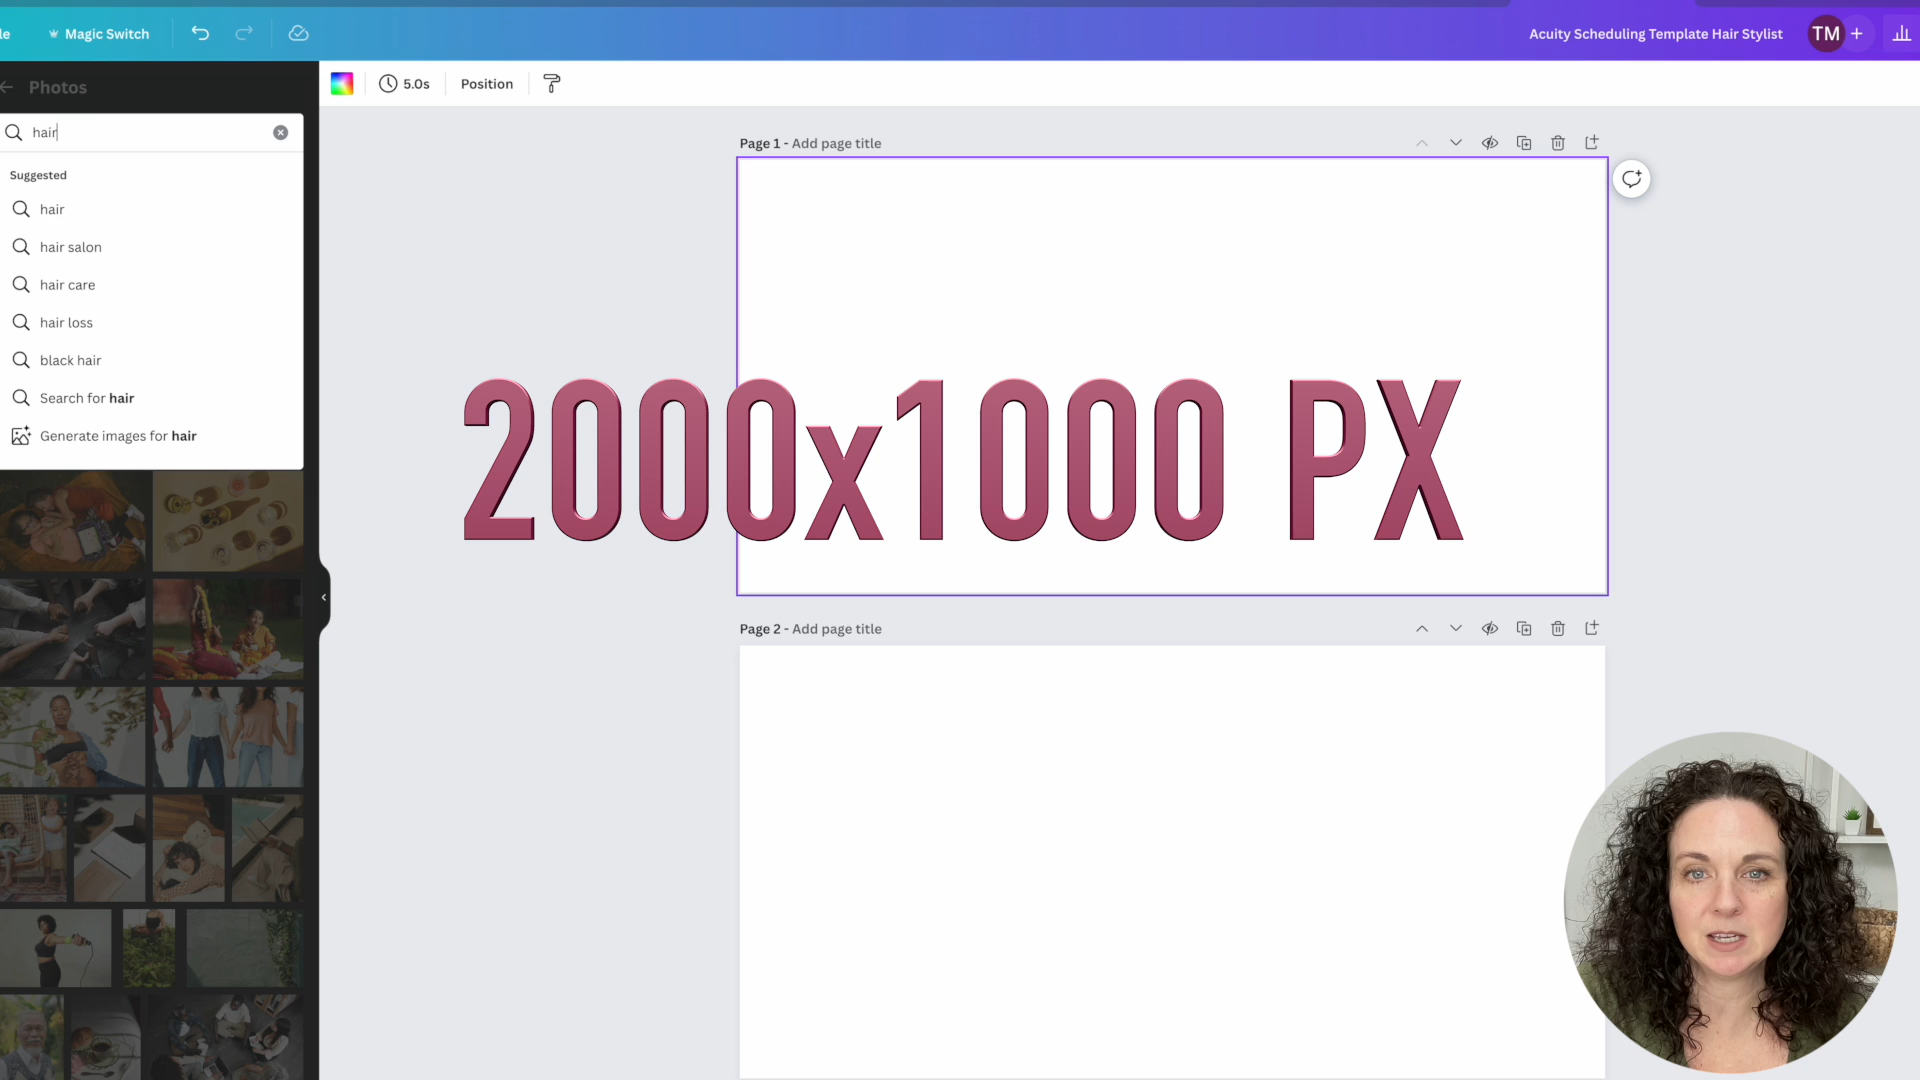 le
Magic Switch
Acuity Scheduling Template Hair Stylist
TM
+
Photos
hair
5.0s
Position
Suggested
hair
hair salon
hair care
hair loss
black hair
Search for hair
Generate images for hair
Page 1 - Add page title
2000x1000 PX
Page 2 - Add page title